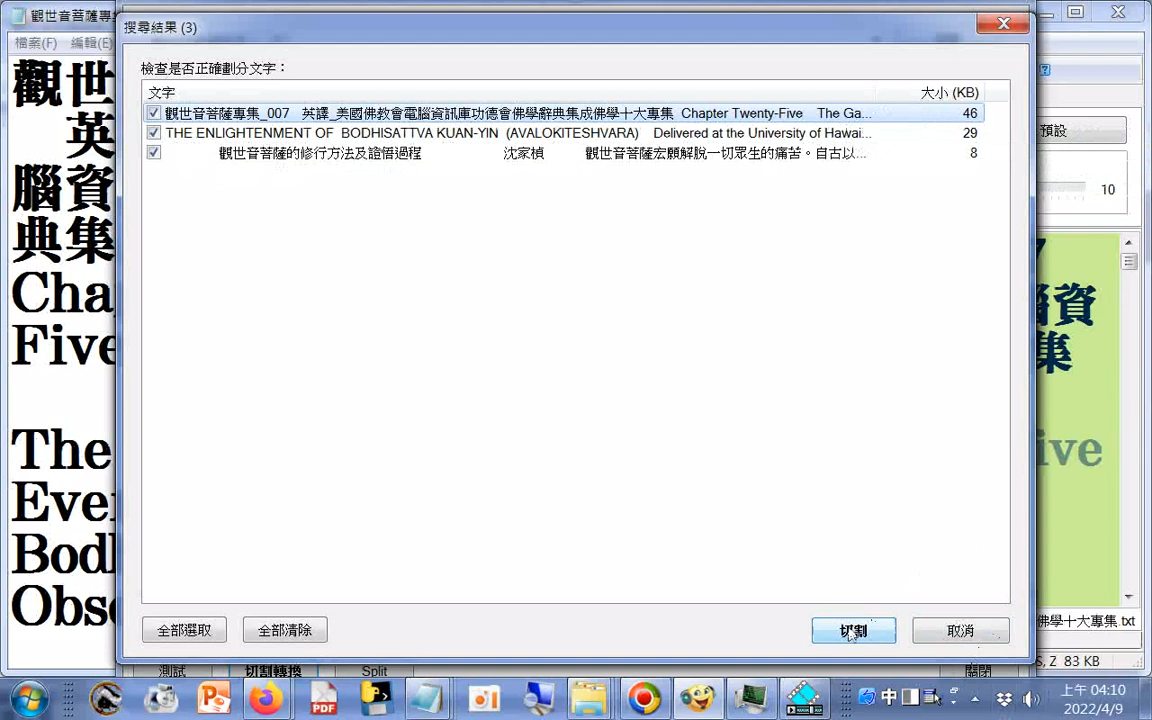 觀世音菩薩專
檔案(F) 編輯(E)
搜尋結果 (3)
檢查是否正確劃分文字：
文字 大小 (KB)
觀世音菩薩專集_007 英譯_美國佛教會電腦資訊庫功德會佛學辭典集成佛學十大專集 Chapter Twenty-Five The Ga... 46
THE ENLIGHTENMENT OF BODHISATTVA KUAN-YIN (AVALOKITESHVARA) Delivered at the University of Hawai... 29
觀世音菩薩的修行方法及證悟過程 沈家楨 觀世音菩薩宏願解脫一切眾生的痛苦。自古以... 8
全部選取 全部清除 切割 取消
觀世
英
腦資
典集
Cha
Five
The
Eve
Bod
Obs
預設
10
7
腦資
集
ive
佛學十大專集.txt
測試 切割轉換 Split 關閉
S, Z 83 KB
PDF
中
上午 04:10
2022/4/9